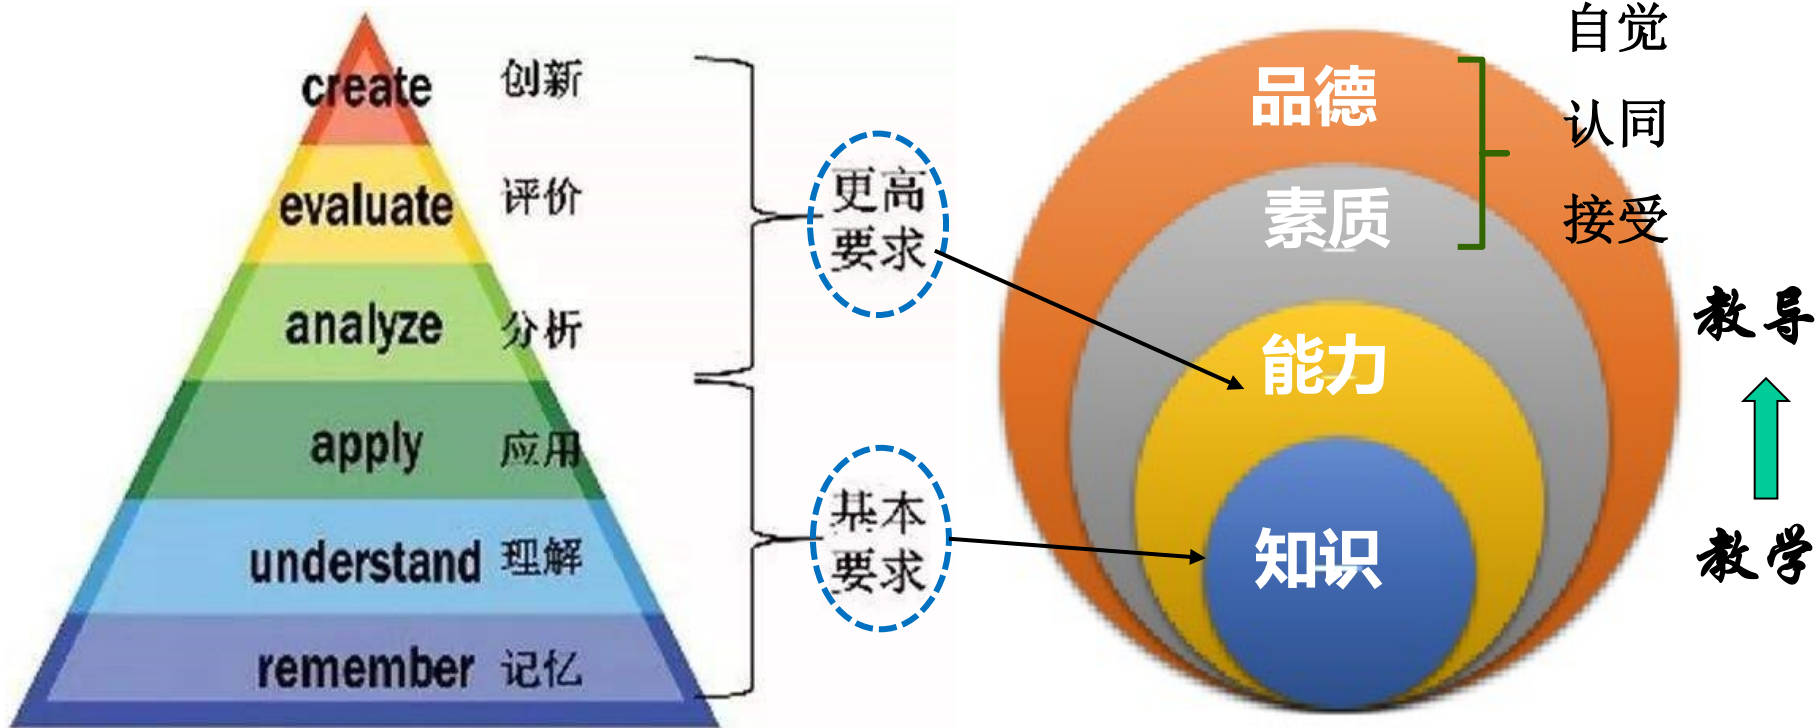 create 创新
evaluate 评价
analyze 分析
apply 应用
understand 理解
remember 记忆
更高
要求
基本
要求
品德
素质
能力
知识
自觉
认同
接受
教导
教学